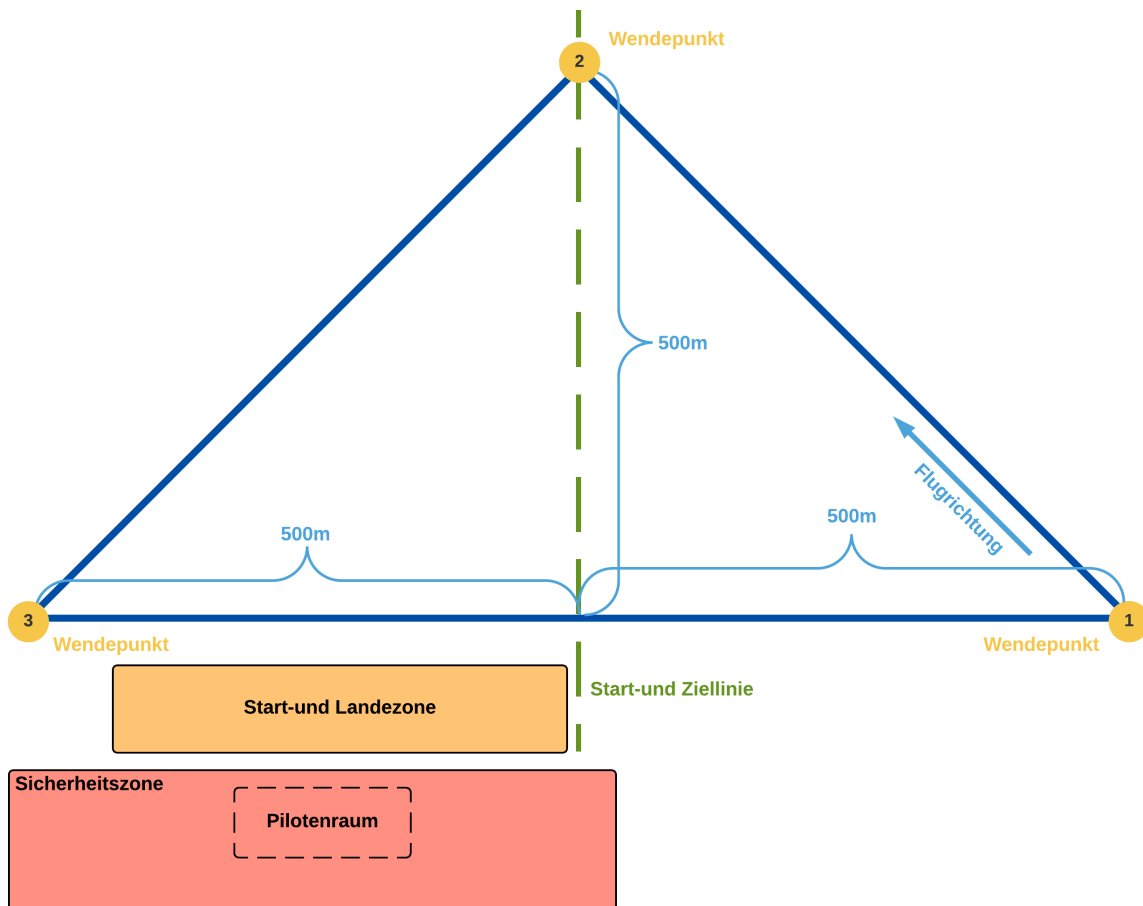 Wendepunkt
2
500m
Flugrichtung
500m
500m
3
1
Wendepunkt
Wendepunkt
Start-und Ziellinie
Start-und Landezone
Sicherheitszone
Pilotenraum